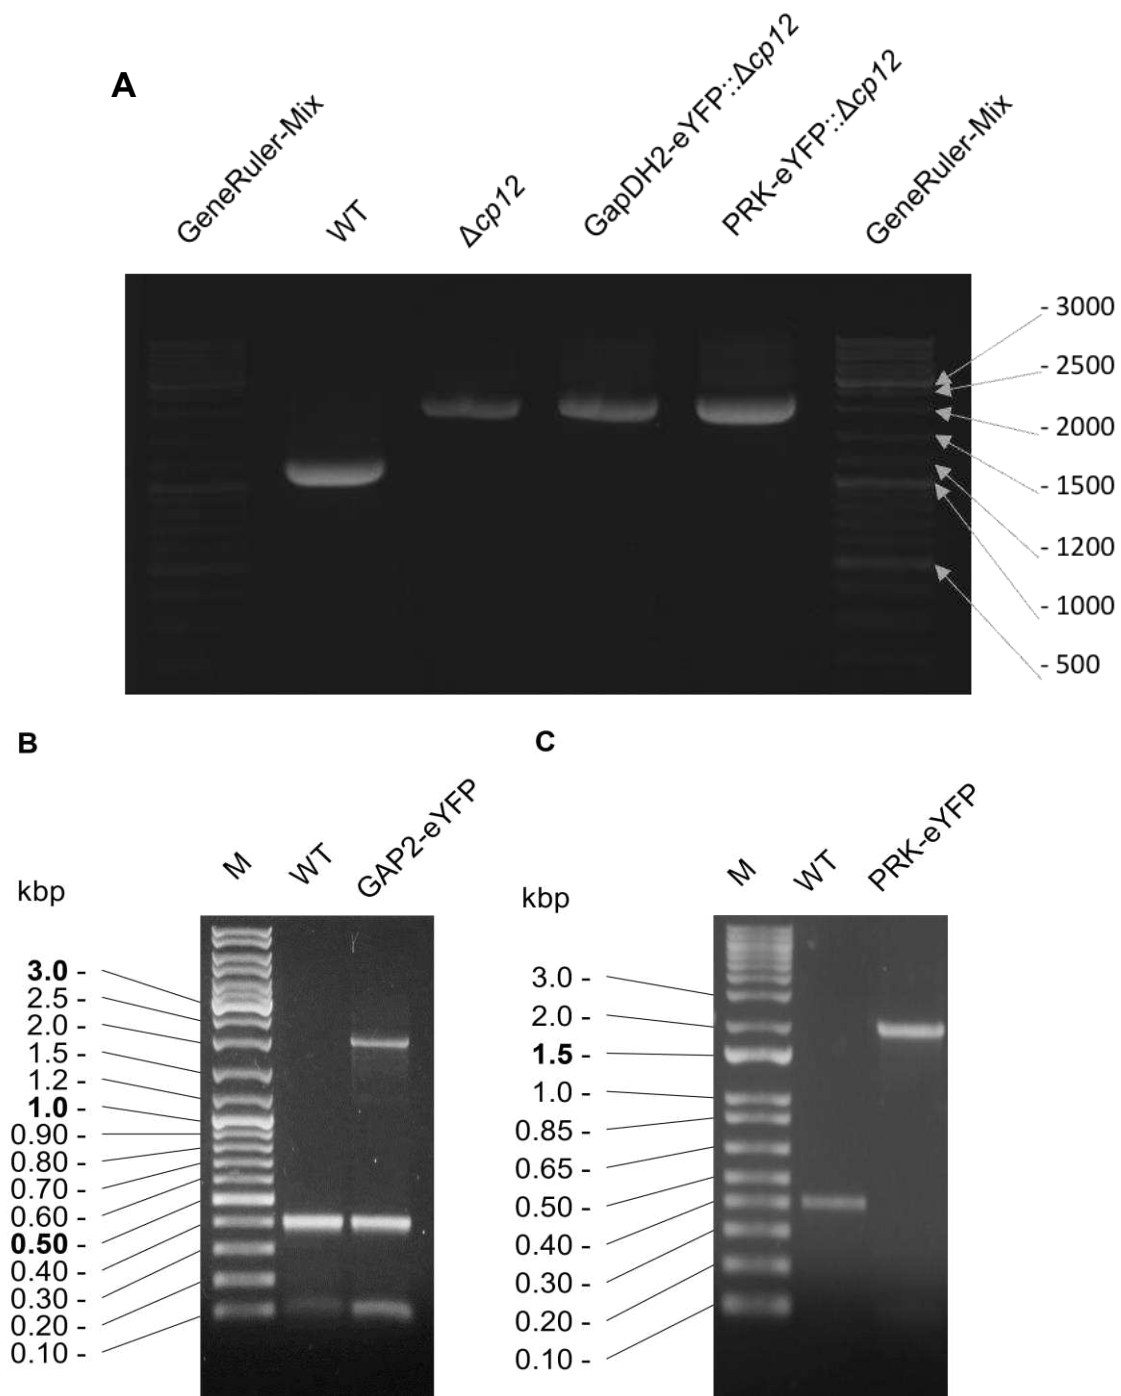 A
GeneRuler-Mix
WT
Δcp12
GapDH2-eYFP::Δcp12
PRK-eYFP::Δcp12
GeneRuler-Mix
- 3000
- 2500
- 2000
- 1500
- 1200
- 1000
- 500
B
M
WT
GAP2-eYFP
kbp
3.0 -
2.5 -
2.0 -
1.5 -
1.2 -
1.0 -
0.90 -
0.80 -
0.70 -
0.60 -
0.50 -
0.40 -
0.30 -
0.20 -
0.10 -
C
M
WT
PRK-eYFP
kbp
3.0 -
2.0 -
1.5 -
1.0 -
0.85 -
0.65 -
0.50 -
0.40 -
0.30 -
0.20 -
0.10 -